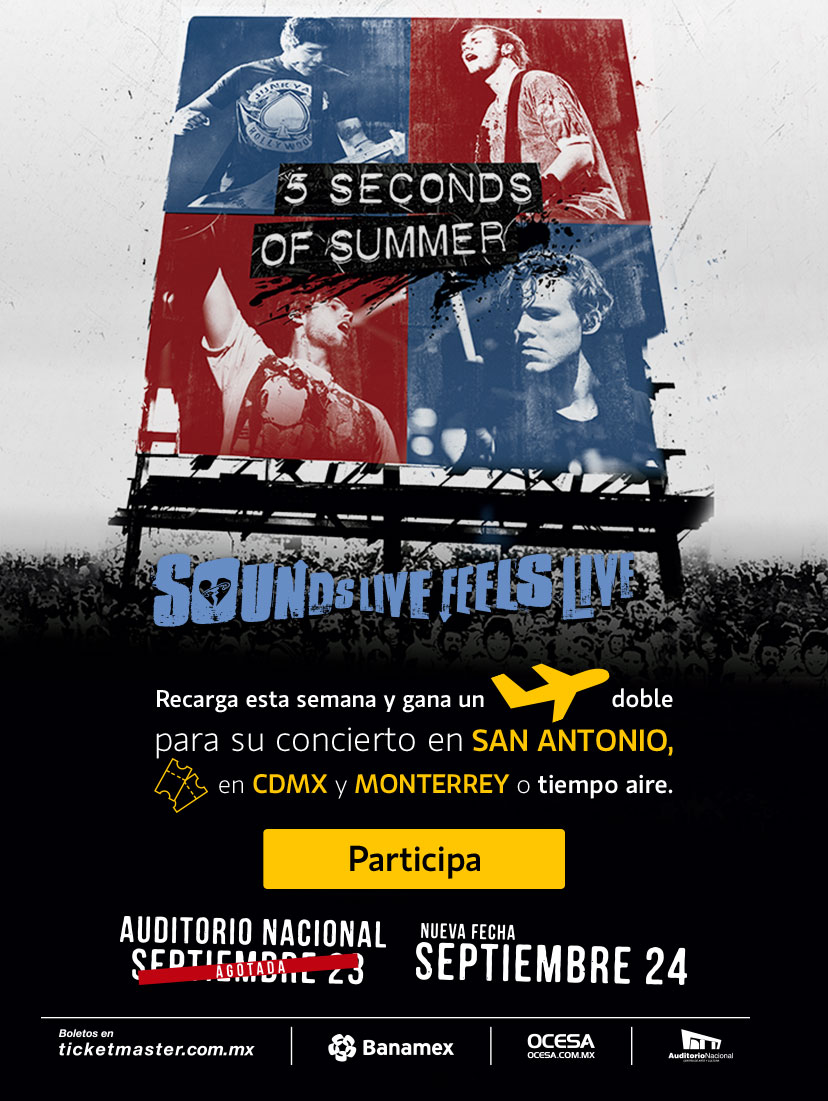 JUNKYA
HOLLYWOOD
5 SECONDS
OF SUMMER
SOUNDS LIVE FEELS LIVE
Recarga esta semana y gana un doble
para su concierto en SAN ANTONIO,
en CDMX y MONTERREY o tiempo aire.
Participa
AUDITORIO NACIONAL
SEPTIEMBRE 23
AGOTADA
NUEVA FECHA
SEPTIEMBRE 24
Boletos en
ticketmaster.com.mx
Banamex
OCESA
OCESA.COM.MX
AuditorioNacional